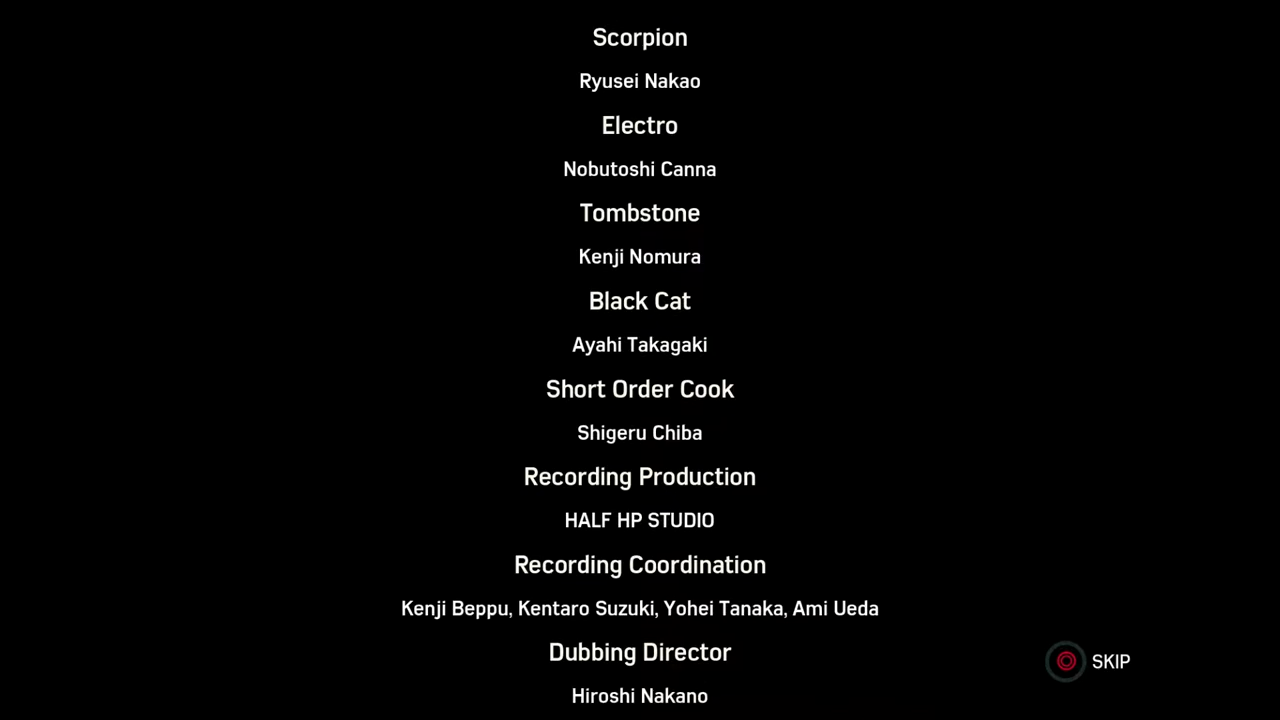 Scorpion
Ryusei Nakao
Electro
Nobutoshi Canna
Tombstone
Kenji Nomura
Black Cat
Ayahi Takagaki
Short Order Cook
Shigeru Chiba
Recording Production
HALF HP STUDIO
Recording Coordination
Kenji Beppu, Kentaro Suzuki, Yohei Tanaka, Ami Ueda
Dubbing Director
SKIP
Hiroshi Nakano